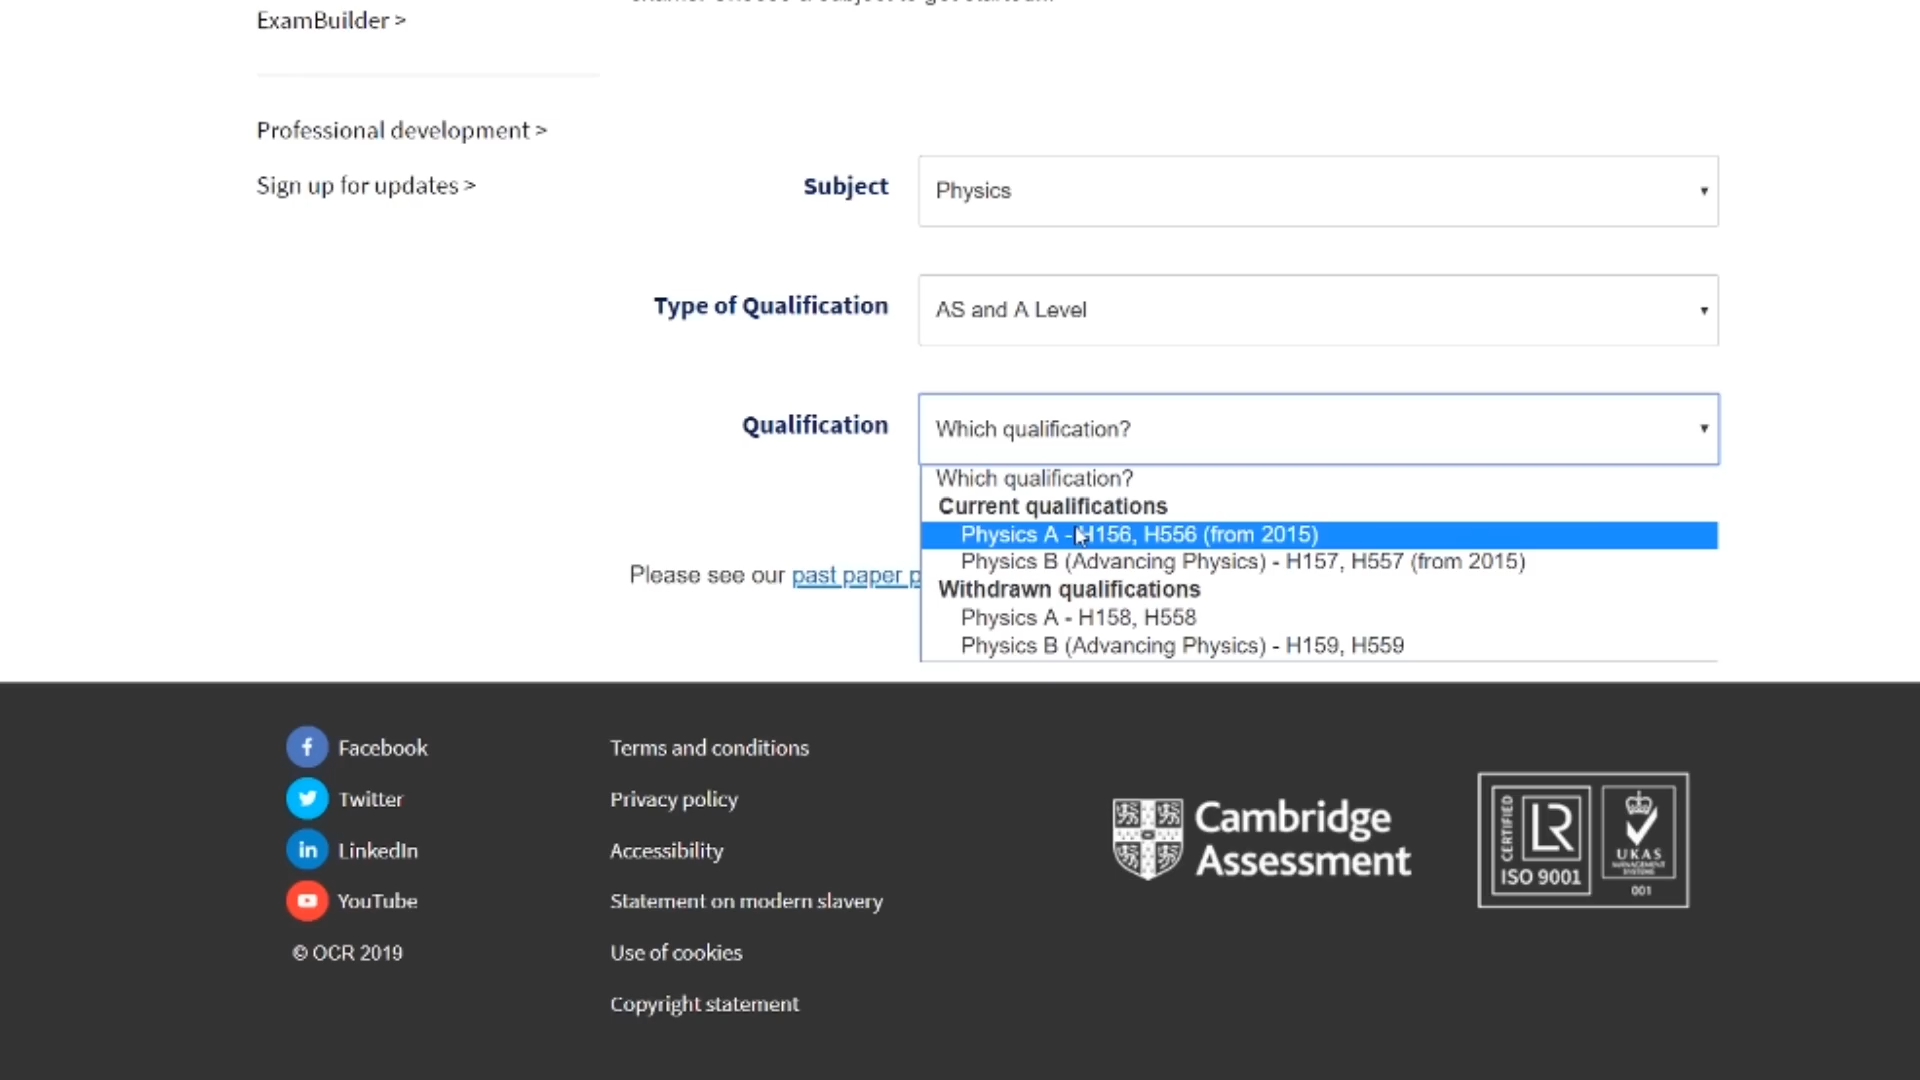 ExamBuilder >
Professional development >
Sign up for updates >
Subject
Physics
Type of Qualification
AS and A Level
Qualification
Which qualification?
Which qualification?
Current qualifications
Physics A - H156, H556 (from 2015)
Physics B (Advancing Physics) - H157, H557 (from 2015)
Withdrawn qualifications
Physics A - H158, H558
Physics B (Advancing Physics) - H159, H559
Please see our past paper p
Facebook
Twitter
LinkedIn
YouTube
© OCR 2019
Terms and conditions
Privacy policy
Accessibility
Statement on modern slavery
Use of cookies
Copyright statement
Cambridge
Assessment
CERTIFIED
LR
ISO 9001
UKAS
MANAGEMENT
SYSTEMS
001